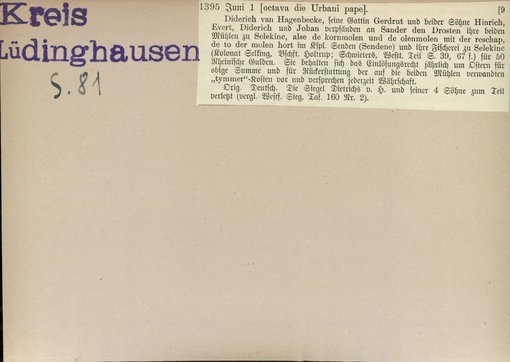 Kreis
Lüdinghausen
S. 81
1395 Juni 1 [octava die Urbani pape]. [9
Diderich van Hagenbecke, seine Gattin Gerdrut und beider Söhne Hinrich,
Evert, Diderich und Johan verpfänden an Sander den Drosten ihre beiden
Mühlen zu Selekine, alse de kornmolen und de olenmolen mit der reschap,
de to der molen hort im Kspl. Senden (Sendene) und ihr Fischerei zu Selekine
(Kolonat Selking, Bschft. Holtrup; Schwieters, Westl. Teil S. 39, 67 f.) für 50
Rheinische Gulden. Sie behalten sich das Einlösungsrecht jährlich um Ostern für
obige Summe und für Rückerstattung der auf die beiden Mühlen verwandten
„tymmer"-Kosten vor und versprechen jederzeit Währschaft.
Orig. Deutsch. Die Siegel Dietrichs v. H. und seiner 4 Söhne zum Teil
verletzt (vergl. Westf. Sieg. Taf. 160 Nr. 2).